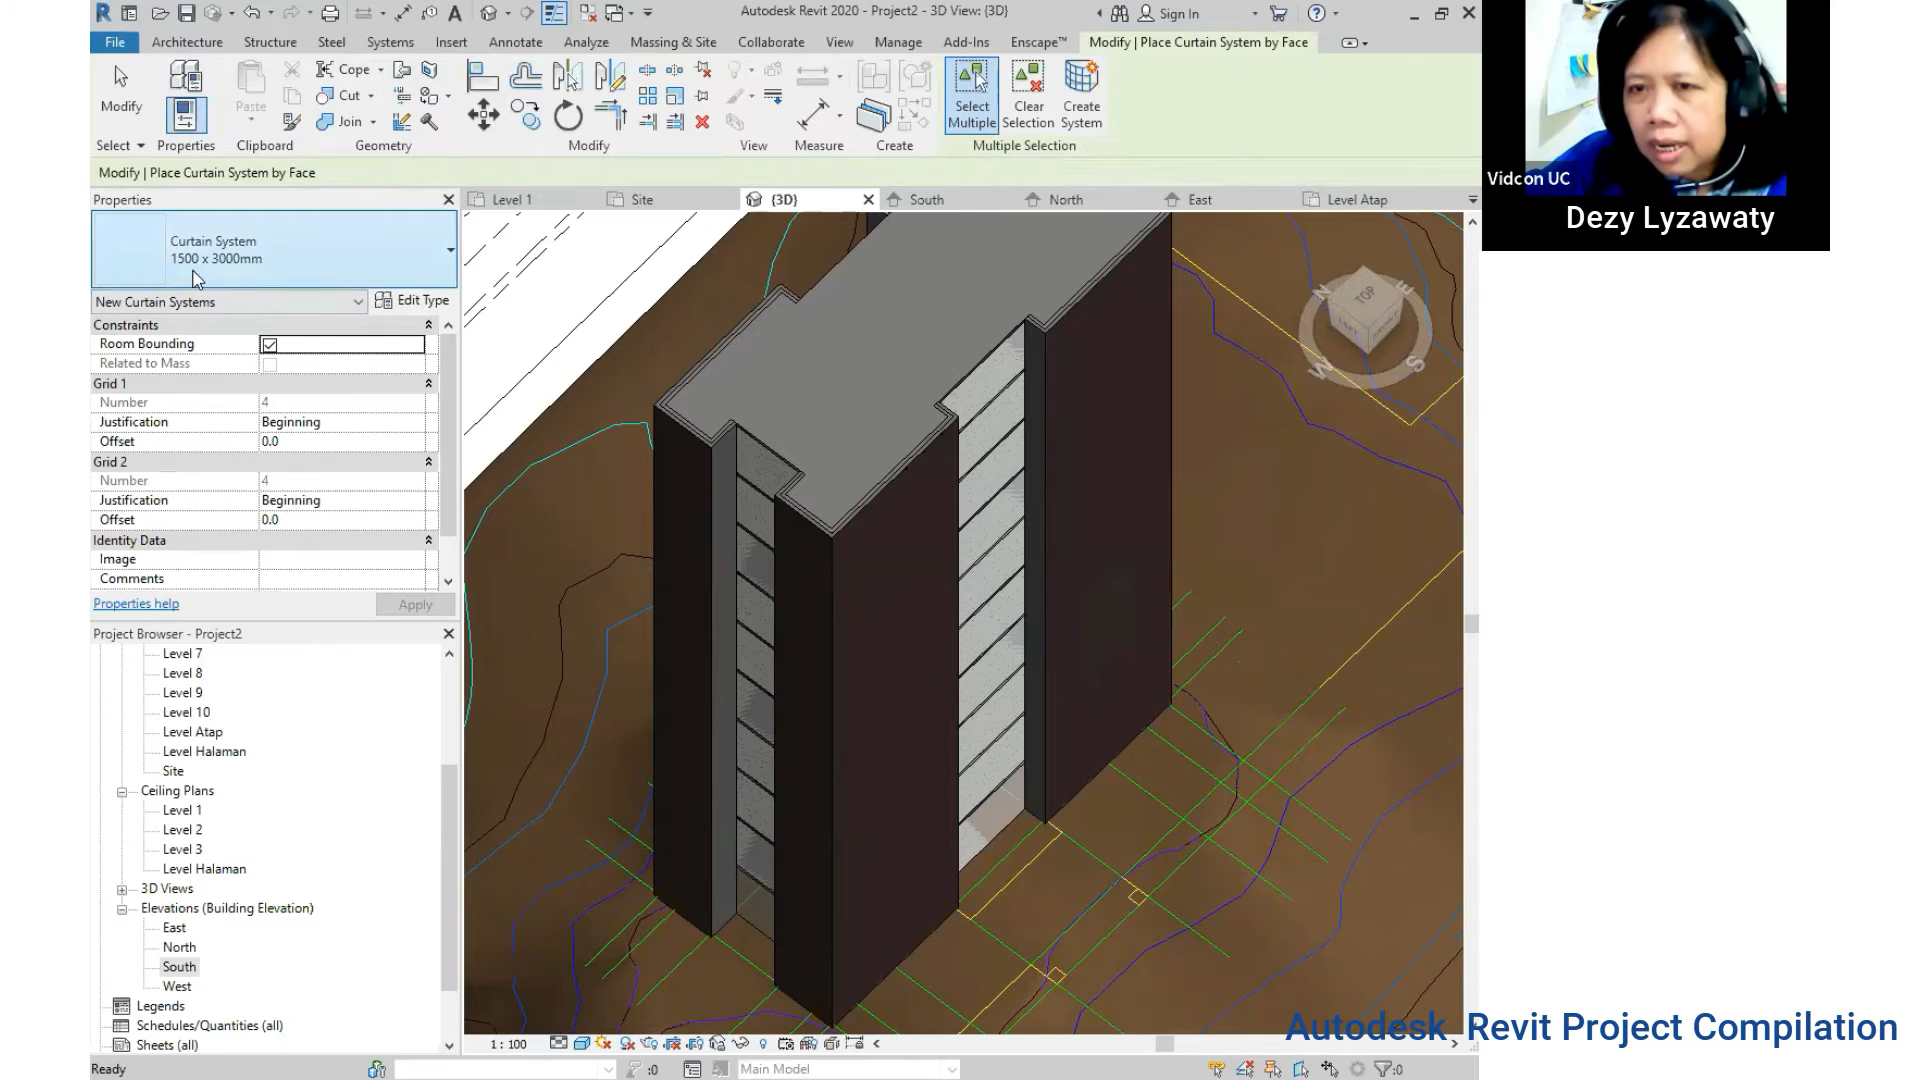 Autodesk Revit 2020 - Project2 - 3D View: {3D}
Sign In
File Architecture Structure Steel Systems Insert Annotate Analyze Massing & Site Collaborate View Manage Add-Ins Enscape™ Modify | Place Curtain System by Face
Modify
Paste
Cope
Cut
Join
Select Multiple
Clear Selection
Create System
Select Properties Clipboard Geometry Modify View Measure Create Multiple Selection
Modify | Place Curtain System by Face
Properties
Curtain System
1500 x 3000mm
New Curtain Systems
Edit Type
Constraints
Room Bounding
Related to Mass
Grid 1
Number 4
Justification Beginning
Offset 0.0
Grid 2
Number 4
Justification Beginning
Offset 0.0
Identity Data
Image
Comments
Properties help
Apply
Project Browser - Project2
Level 7
Level 8
Level 9
Level 10
Level Atap
Level Halaman
Site
Ceiling Plans
Level 1
Level 2
Level 3
Level Halaman
3D Views
Elevations (Building Elevation)
East
North
South
West
Legends
Schedules/Quantities (all)
Sheets (all)
Level 1 Site {3D} South North East Level Atap
TOP
LEFT
FRONT
N
E
W
S
1 : 100
Ready
:0
Main Model
:0
Vidcon UC
Dezy Lyzawaty
Autodesk Revit Project Compilation